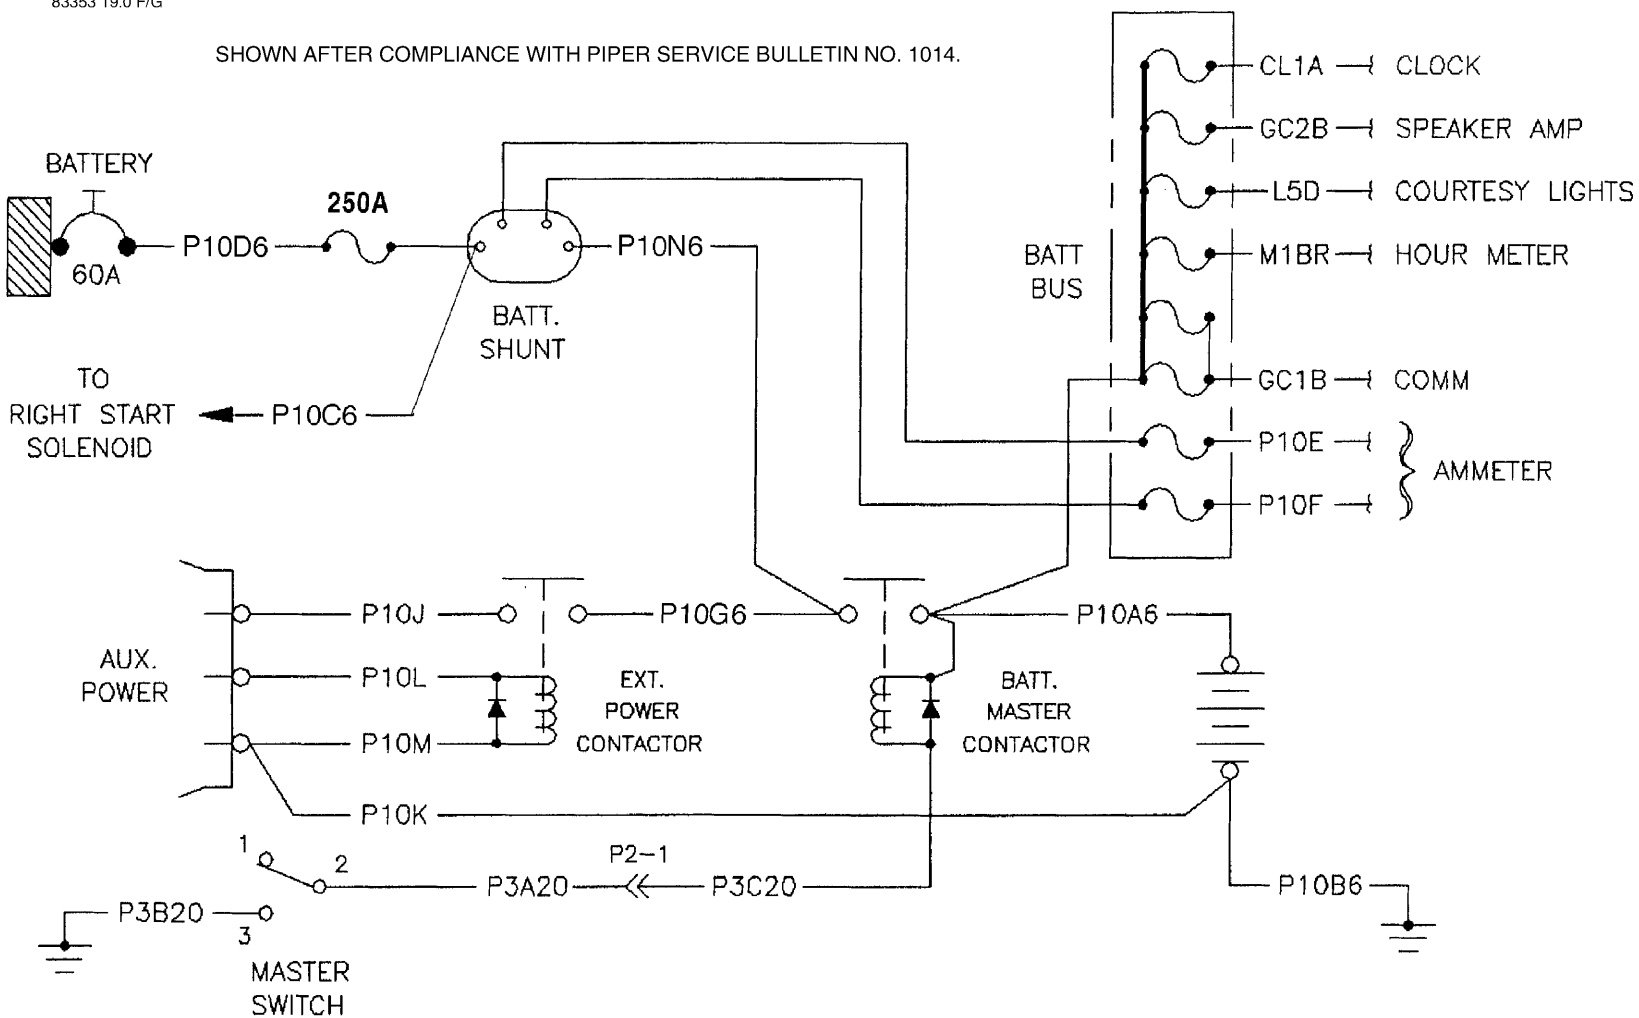 83353 19.0 F/G
SHOWN AFTER COMPLIANCE WITH PIPER SERVICE BULLETIN NO. 1014.
CL1A CLOCK
GC2B SPEAKER AMP
L5D COURTESY LIGHTS
M1BR HOUR METER
BATT
BUS
GC1B COMM
P10E
P10F
AMMETER
BATTERY
60A
P10D6
250A
P10N6
BATT.
SHUNT
TO
RIGHT START
SOLENOID
P10C6
AUX.
POWER
P10J
P10G6
P10A6
P10L
EXT.
POWER
CONTACTOR
BATT.
MASTER
CONTACTOR
P10M
P10K
1
2
3
P3A20
P2-1
P3C20
P10B6
P3B20
MASTER
SWITCH